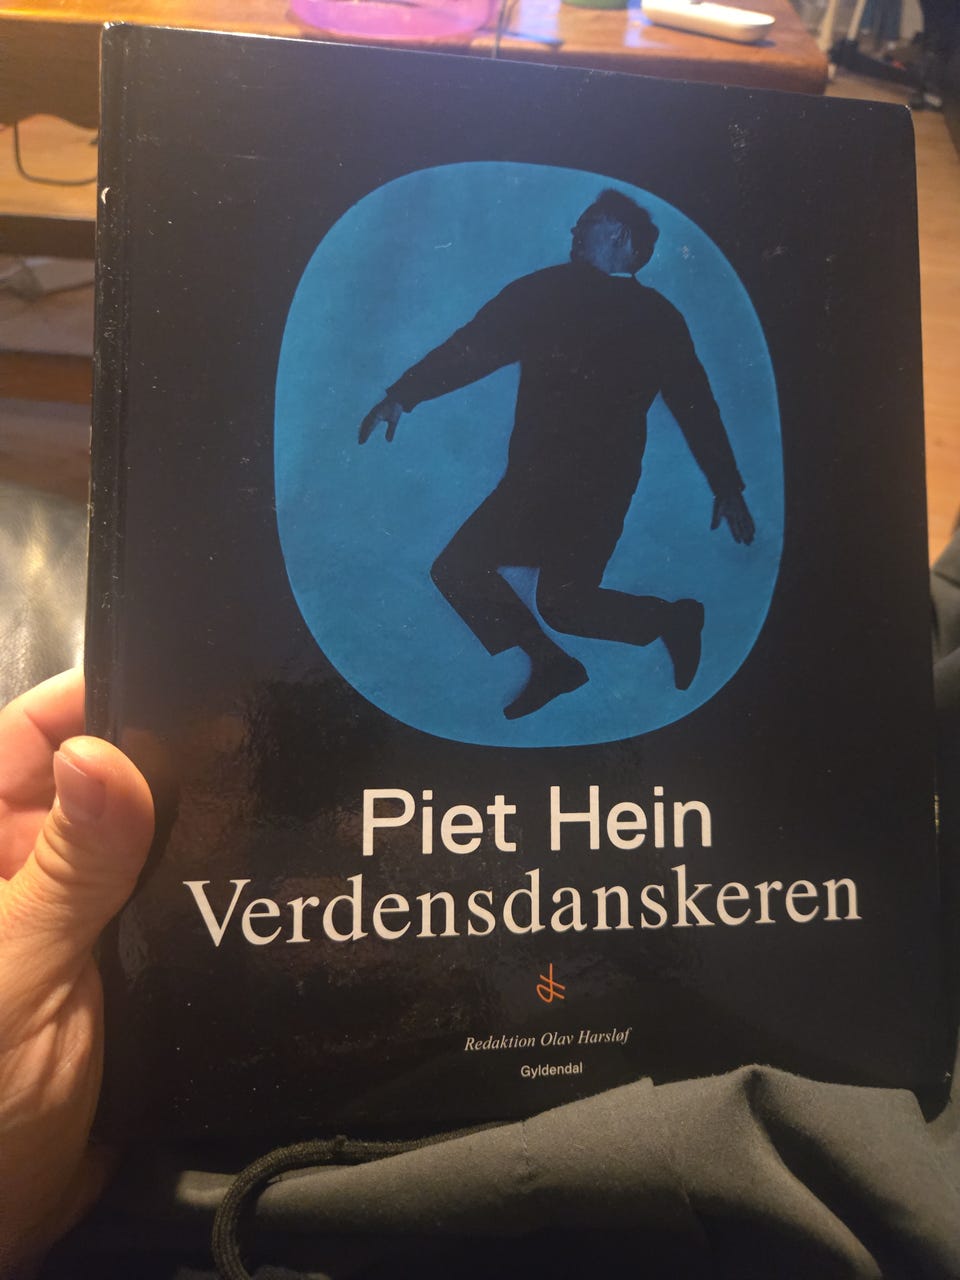 Piet Hein
Verdensdanskeren
Redaktion Olav Harsløf
Gyldendal